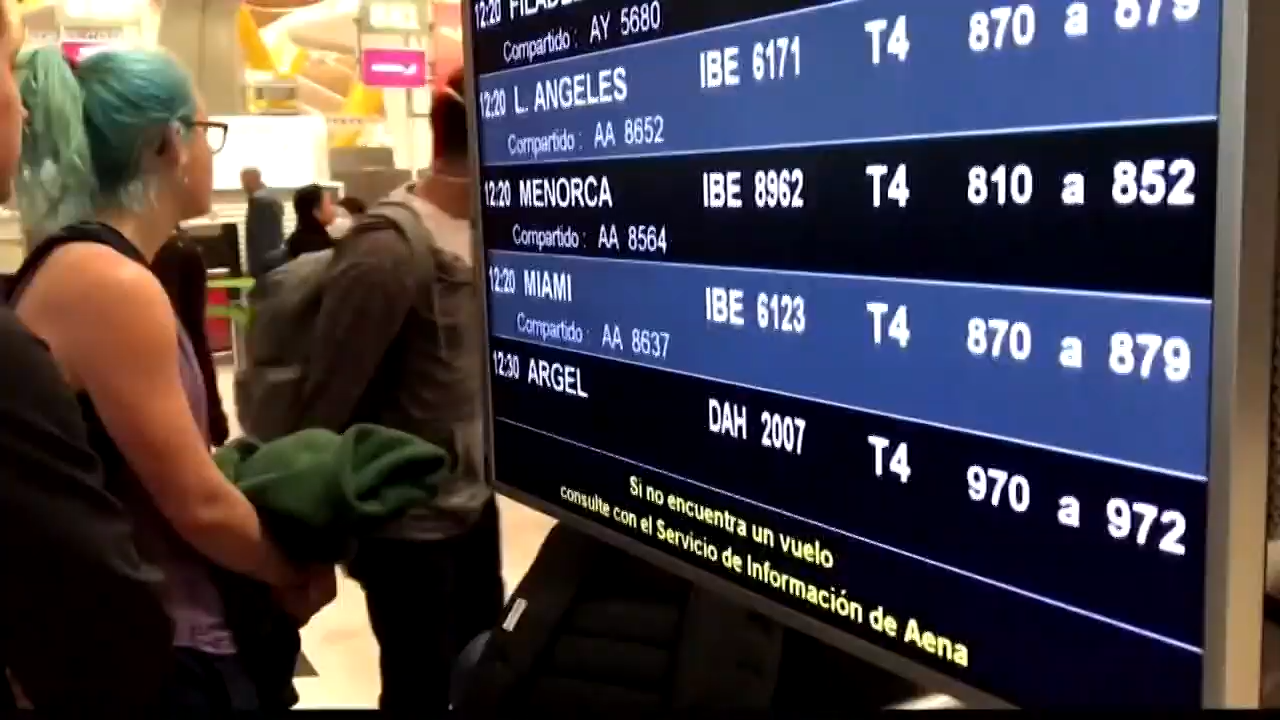 12:20 FILADEL
Compartido : AY 5680
12:20 L. ANGELES IBE 6171 T4 870 a 879
Compartido : AA 8652
12:20 MENORCA IBE 8962 T4 810 a 852
Compartido : AA 8564
12:20 MIAMI IBE 6123 T4 870 a 879
Compartido : AA 8637
12:30 ARGEL DAH 2007 T4 970 a 972
Si no encuentra un vuelo
consulte con el Servicio de Información de Aena